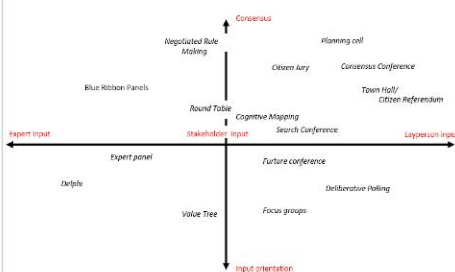 Consensus
Negotiated Rule
Making
Planning cell
Citizen Jury
Consensus Conference
Blue Ribbon Panels
Town Hall/
Citizen Referendum
Round Table
Cognitive Mapping
Search Conference
Expert Input
Stakeholder Input
Layperson inpu
Expert panel
Furture conference
Delphi
Deliberative Polling
Value Tree
Focus groups
Input orientation